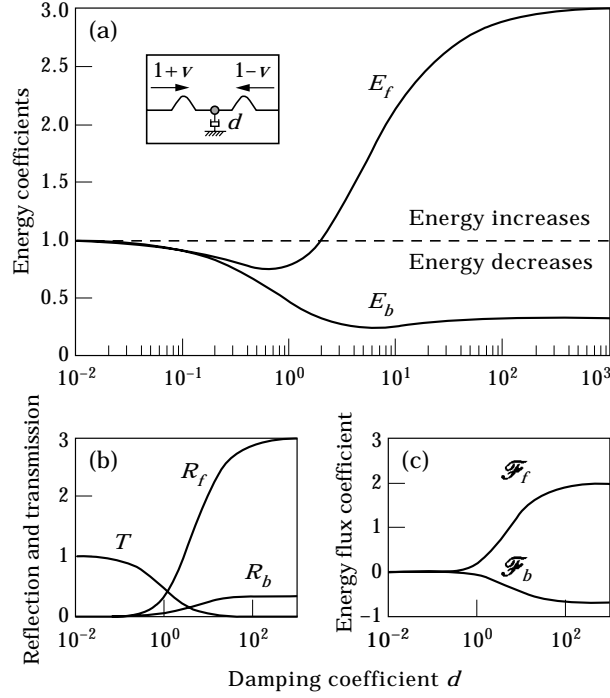 3.0
(a)
1+v
1−v
d
2.5
2.0
1.5
1.0
0.5
0
Energy coefficients
E_f
Energy increases
Energy decreases
E_b
10^−2 10^−1 10^0 10^1 10^2 10^3
(b)
3
2
1
0
Reflection and transmission
R_f
T
R_b
10^−2 10^0 10^2
(c)
3
2
1
0
−1
Energy flux coefficient
ℱ_f
ℱ_b
10^−2 10^0 10^2
Damping coefficient d